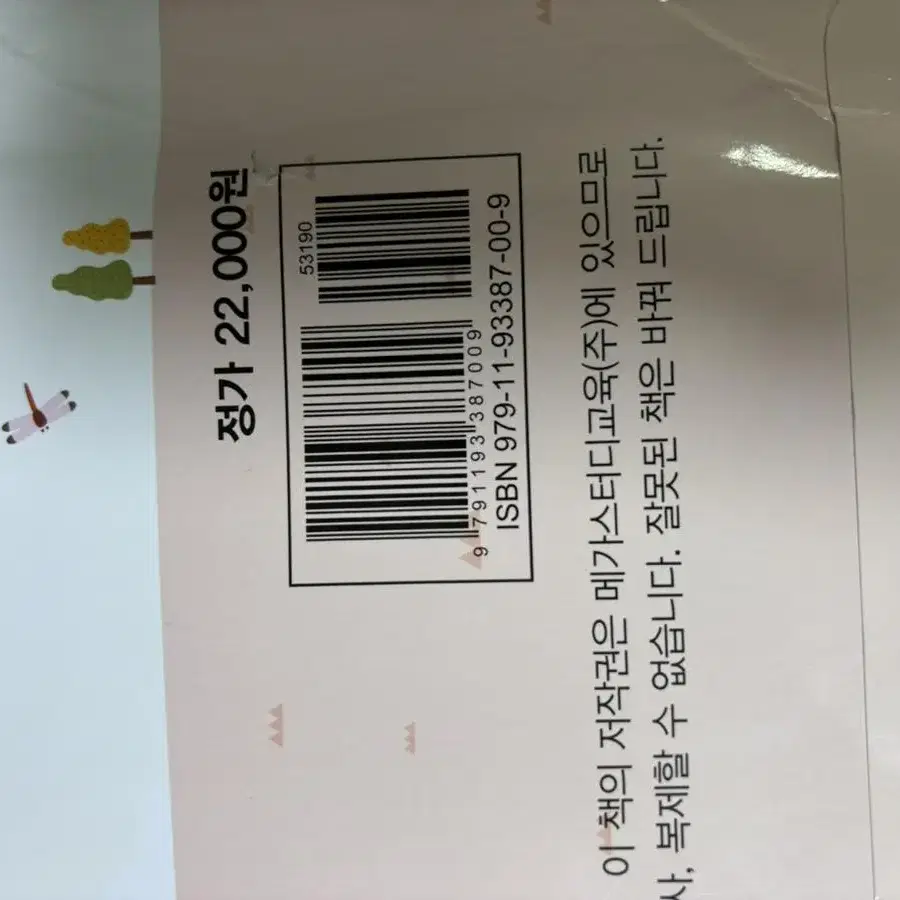 정가 22,000원
53190
9 791193 387009
ISBN 979-11-93387-00-9
이 책의 저작권은 메가스터디교육(주)에 있으므로
사, 복제할 수 없습니다. 잘못된 책은 바꿔 드립니다.